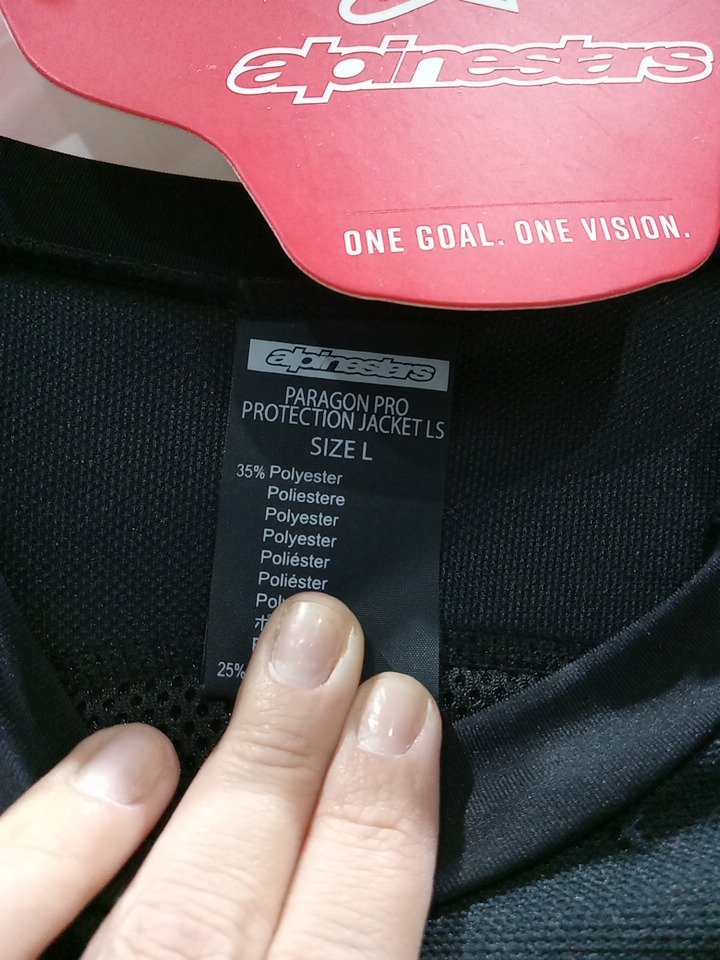 alpinestars
ONE GOAL. ONE VISION.
alpinestars
PARAGON PRO
PROTECTION JACKET LS
SIZE L
35% Polyester
Poliestere
Polyester
Polyester
Poliéster
Poliéster
25%